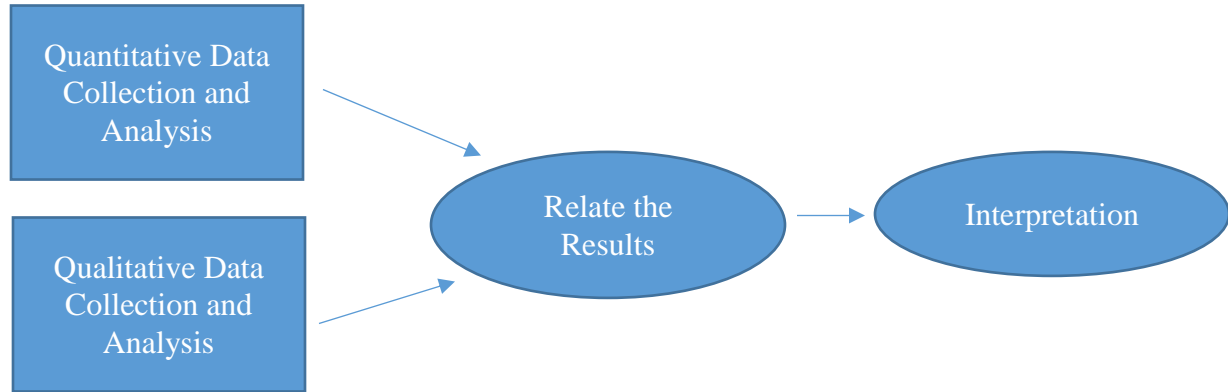 Quantitative Data
Collection and
Analysis
Qualitative Data
Collection and
Analysis
Relate the
Results
Interpretation